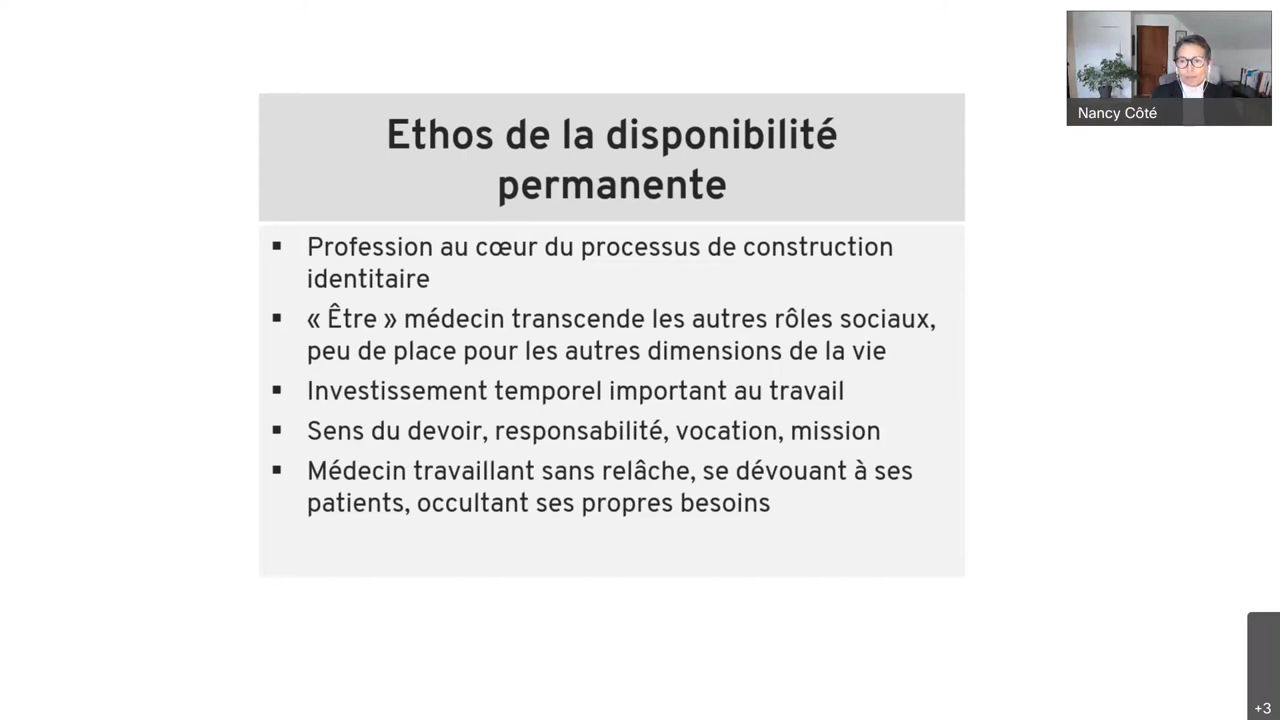 Ethos de la disponibilité
permanente
▪ Profession au cœur du processus de construction
identitaire
▪ « Être » médecin transcende les autres rôles sociaux,
peu de place pour les autres dimensions de la vie
▪ Investissement temporel important au travail
▪ Sens du devoir, responsabilité, vocation, mission
▪ Médecin travaillant sans relâche, se dévouant à ses
patients, occultant ses propres besoins
Nancy Côté
+3